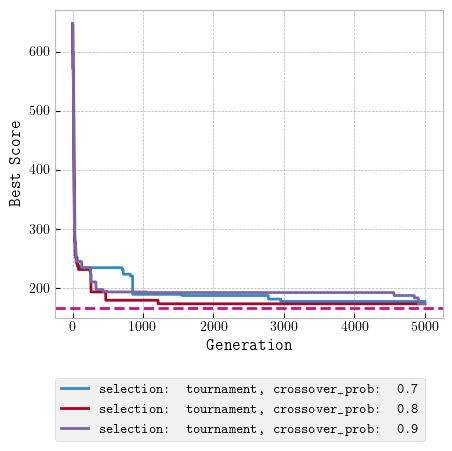 600
500
400
300
200
Best Score
0 1000 2000 3000 4000 5000
Generation
selection: tournament, crossover_prob: 0.7
selection: tournament, crossover_prob: 0.8
selection: tournament, crossover_prob: 0.9